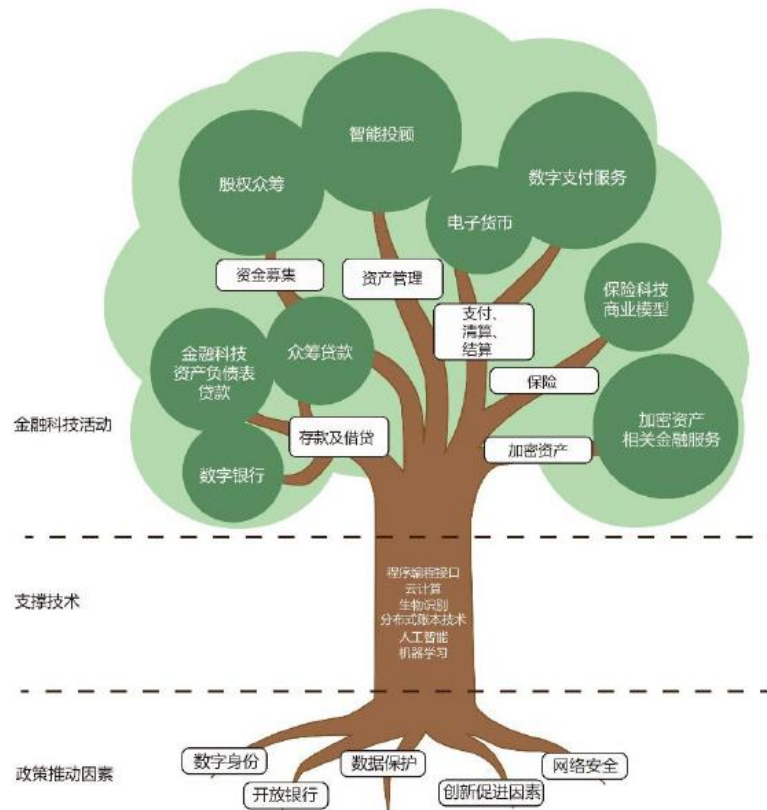 智能投顾
股权众筹
数字支付服务
电子货币
资金募集
资产管理
保险科技
商业模型
支付、
清算、
结算
众筹贷款
金融科技
资产负债表
贷款
保险
金融科技活动
存款及借贷
加密资产
相关金融服务
加密资产
数字银行
程序编程接口
云计算
生物识别
分布式账本技术
人工智能
机器学习
支撑技术
数字身份
数据保护
网络安全
政策推动因素
开放银行
创新促进因素